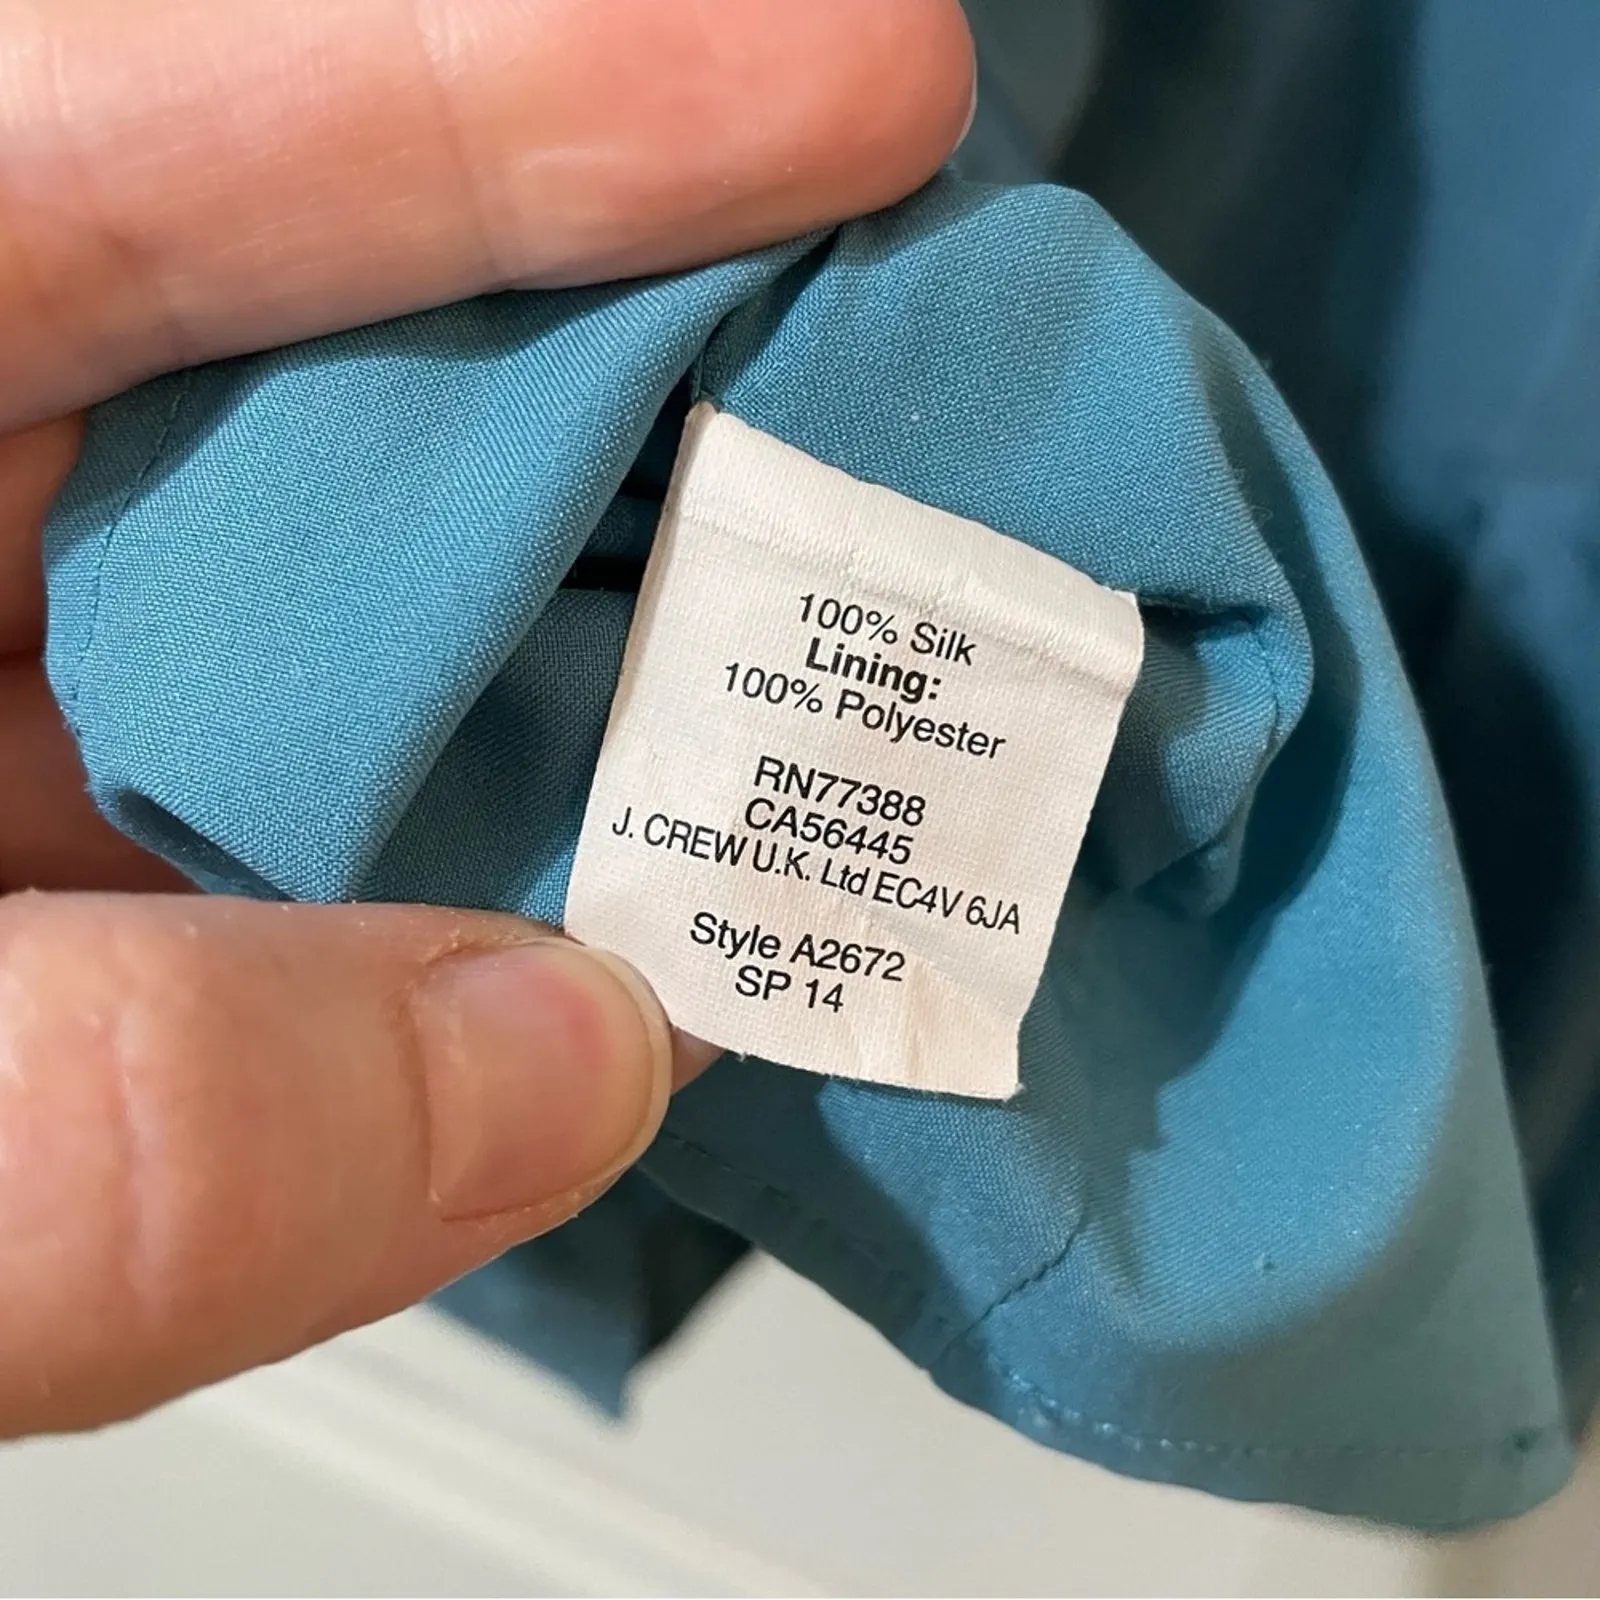 100% Silk
Lining:
100% Polyester
RN77388
CA56445
J. CREW U.K. Ltd EC4V 6JA
Style A2672
SP 14